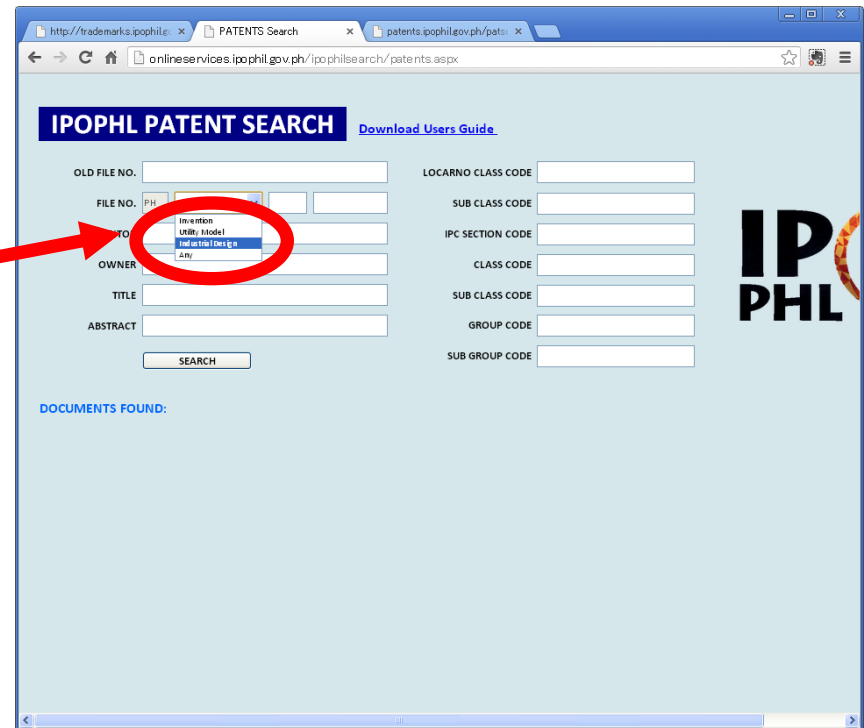 http://trademarks.ipophil.gc
PATENTS Search
patents.ipophil.gov.ph/pats
onlineservices.ipophil.gov.ph/ipophilsearch/patents.aspx
IPOPHL PATENT SEARCH Download Users Guide
OLD FILE NO. LOCARNO CLASS CODE
FILE NO. PH SUB CLASS CODE
Invention
Utility Model
IPC SECTION CODE
Industrial Design
Any
OWNER CLASS CODE
TITLE SUB CLASS CODE
ABSTRACT GROUP CODE
SEARCH SUB GROUP CODE
DOCUMENTS FOUND:
IP
PHL